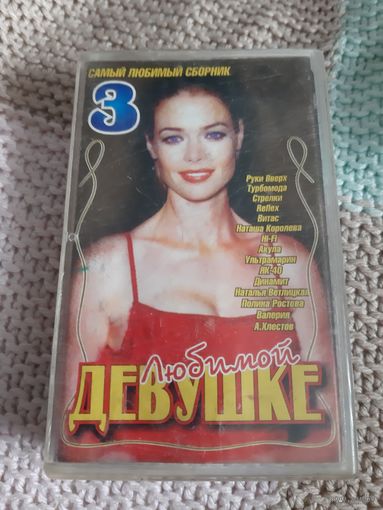 САМЫЙ ЛЮБИМЫЙ СБОРНИК
3
Руки Вверх
Турбомода
Стрелки
Reflex
Витас
Наташа Королева
Hi-Fi
Акула
Ультрамарин
ЯК-40
Динамит
Наталья Ветлицкая
Полина Ростова
Валерия
А.Хлестов
Любимой
ДЕВУШКЕ